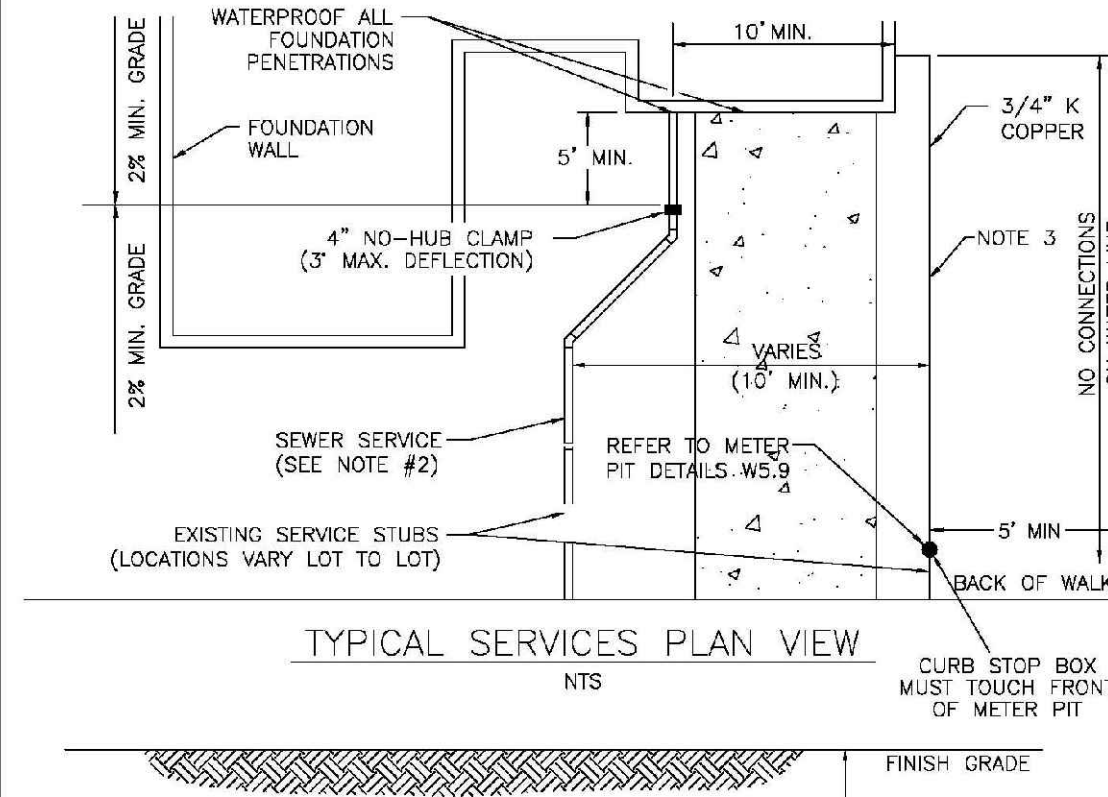 WATERPROOF ALL
FOUNDATION
PENETRATIONS
10' MIN.
2% MIN. GRADE
FOUNDATION
WALL
5' MIN.
3/4" K
COPPER
4" NO-HUB CLAMP
(3° MAX. DEFLECTION)
NOTE 3
2% MIN. GRADE
NO CONNECTIONS
VARIES
(10' MIN.)
SEWER SERVICE
(SEE NOTE #2)
REFER TO METER
PIT DETAILS W5.9
EXISTING SERVICE STUBS
(LOCATIONS VARY LOT TO LOT)
5' MIN
BACK OF WALK
TYPICAL SERVICES PLAN VIEW
NTS
CURB STOP BOX
MUST TOUCH FRONT
OF METER PIT
FINISH GRADE